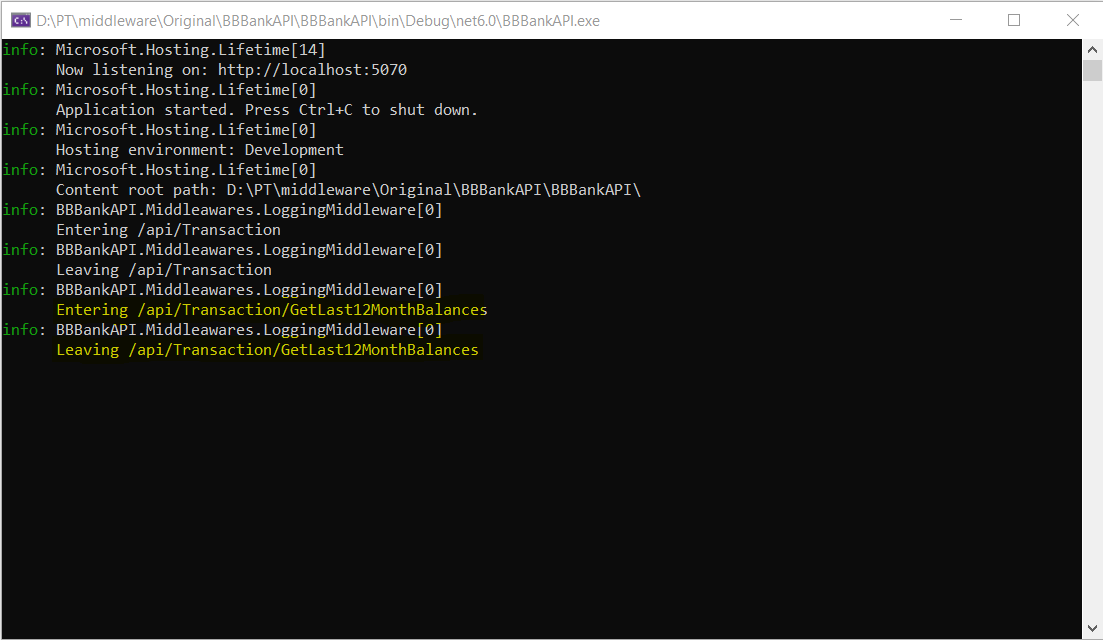 D:\PT\middleware\Original\BBBankAPI\BBBankAPI\bin\Debug\net6.0\BBBankAPI.exe
info: Microsoft.Hosting.Lifetime[14]
Now listening on: http://localhost:5070
info: Microsoft.Hosting.Lifetime[0]
Application started. Press Ctrl+C to shut down.
info: Microsoft.Hosting.Lifetime[0]
Hosting environment: Development
info: Microsoft.Hosting.Lifetime[0]
Content root path: D:\PT\middleware\Original\BBBankAPI\BBBankAPI\
info: BBBankAPI.Middleawares.LoggingMiddleware[0]
Entering /api/Transaction
info: BBBankAPI.Middleawares.LoggingMiddleware[0]
Leaving /api/Transaction
info: BBBankAPI.Middleawares.LoggingMiddleware[0]
Entering /api/Transaction/GetLast12MonthBalances
info: BBBankAPI.Middleawares.LoggingMiddleware[0]
Leaving /api/Transaction/GetLast12MonthBalances